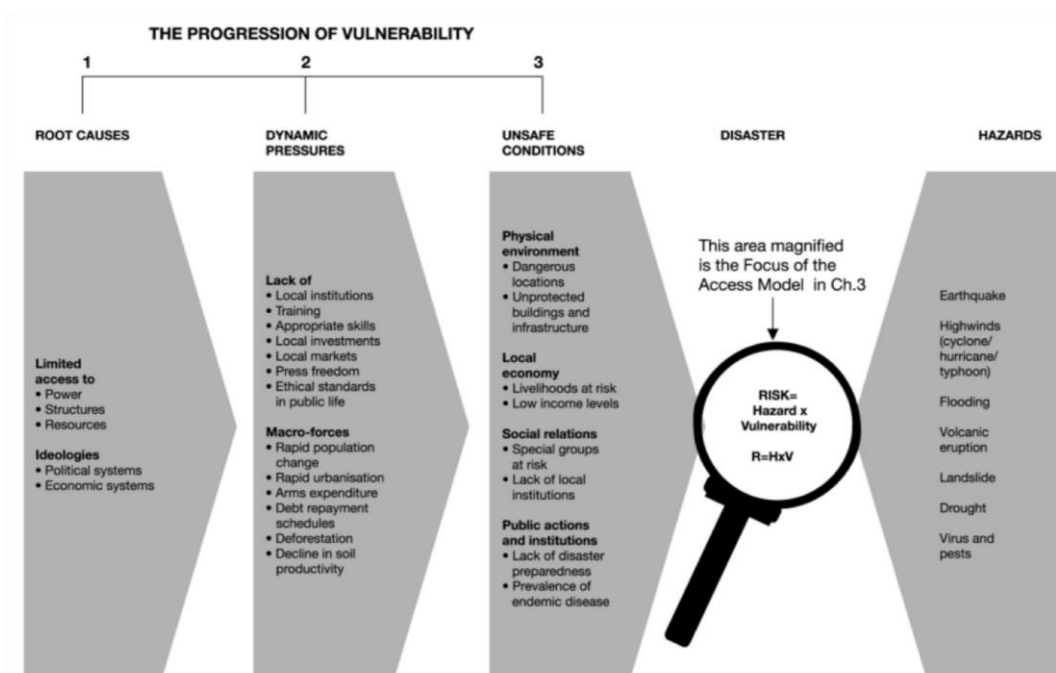 THE PROGRESSION OF VULNERABILITY
1
2
3
ROOT CAUSES
DYNAMIC
PRESSURES
UNSAFE
CONDITIONS
DISASTER
HAZARDS
Limited
access to
• Power
• Structures
• Resources
Ideologies
• Political systems
• Economic systems
Lack of
• Local institutions
• Training
• Appropriate skills
• Local investments
• Local markets
• Press freedom
• Ethical standards
in public life
Macro-forces
• Rapid population
change
• Rapid urbanisation
• Arms expenditure
• Debt repayment
schedules
• Deforestation
• Decline in soil
productivity
Physical
environment
• Dangerous
locations
• Unprotected
buildings and
infrastructure
Local
economy
• Livelihoods at risk
• Low income levels
Social relations
• Special groups
at risk
• Lack of local
institutions
Public actions
and institutions
• Lack of disaster
preparedness
• Prevalence of
endemic disease
This area magnified
is the Focus of the
Access Model in Ch.3
RISK=
Hazard x
Vulnerability
R=HxV
Earthquake
Highwinds
(cyclone/
hurricane/
typhoon)
Flooding
Volcanic
eruption
Landslide
Drought
Virus and
pests